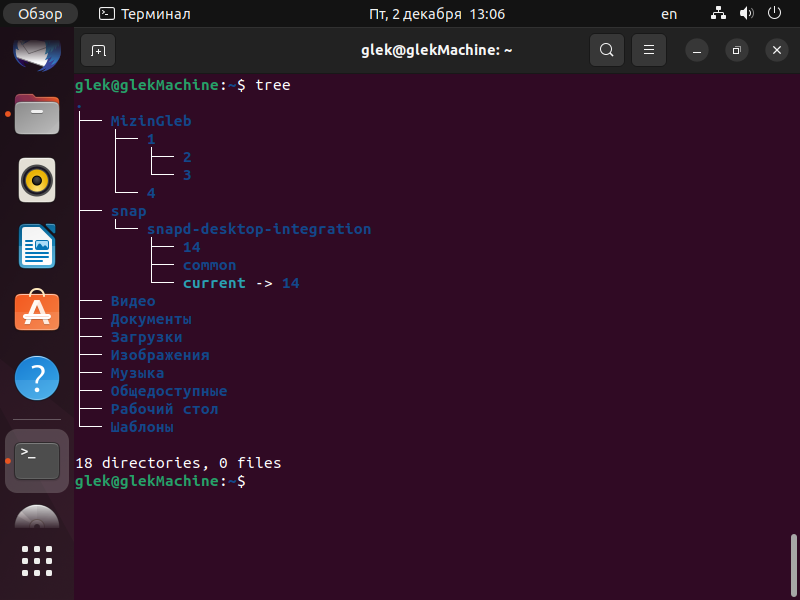 Обзор Терминал Пт, 2 декабря 13:06 en
glek@glekMachine: ~
glek@glekMachine:~$ tree
.
├── MizinGleb
│   ├── 1
│   │   ├── 2
│   │   └── 3
│   └── 4
├── snap
│   └── snapd-desktop-integration
│       ├── 14
│       ├── common
│       └── current -> 14
├── Видео
├── Документы
├── Загрузки
├── Изображения
├── Музыка
├── Общедоступные
├── Рабочий стол
└── Шаблоны
18 directories, 0 files
glek@glekMachine:~$